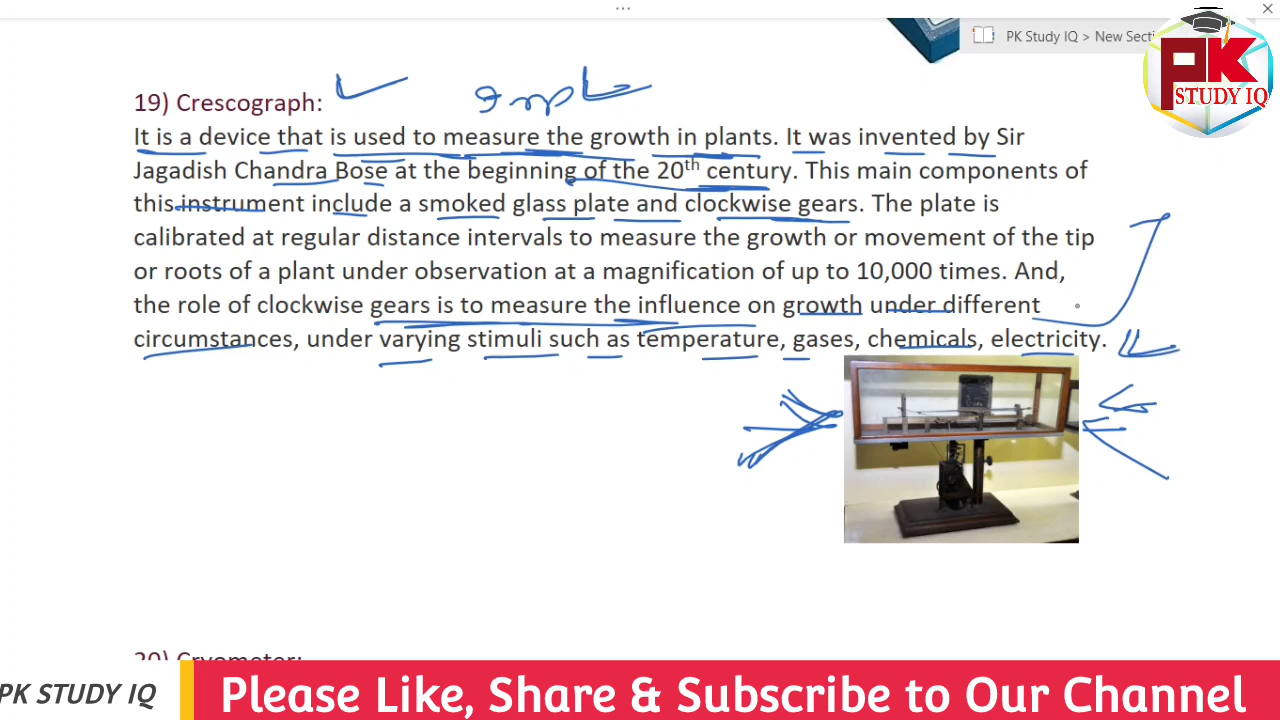 PK Study IQ > New Secti
PK
STUDY IQ
19) Crescograph:
Imp
It is a device that is used to measure the growth in plants. It was invented by Sir
Jagadish Chandra Bose at the beginning of the 20th century. This main components of
this instrument include a smoked glass plate and clockwise gears. The plate is
calibrated at regular distance intervals to measure the growth or movement of the tip
or roots of a plant under observation at a magnification of up to 10,000 times. And,
the role of clockwise gears is to measure the influence on growth under different
circumstances, under varying stimuli such as temperature, gases, chemicals, electricity.
20) Cryometer:
PK STUDY IQ
Please Like, Share & Subscribe to Our Channel